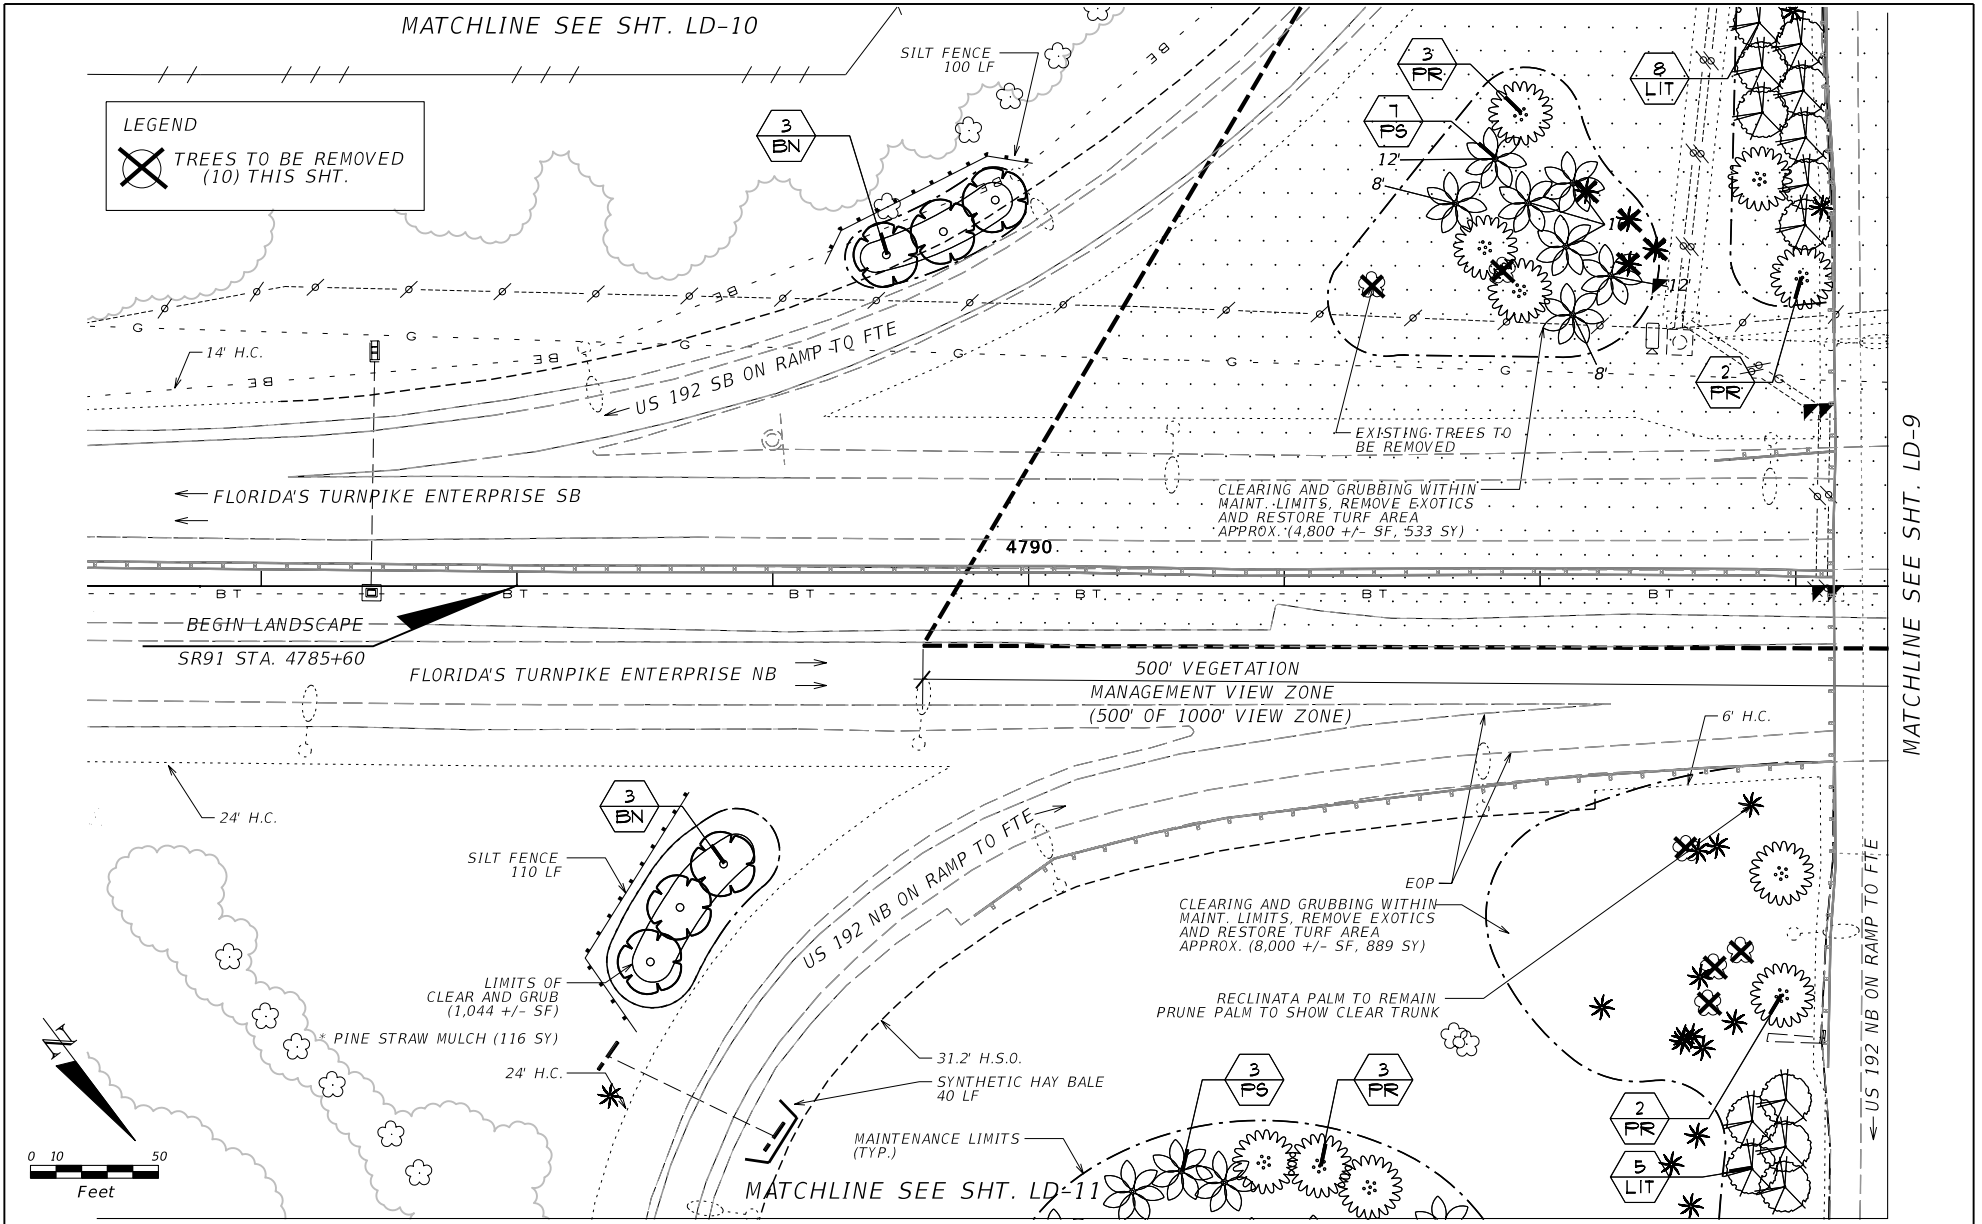 MATCHLINE SEE SHT. LD-10
LEGEND
TREES TO BE REMOVED
(10) THIS SHT.
SILT FENCE
100 LF
3
BN
3
PR
7
PS
8
LIT
12'
8'
12'
8'
2
PR
BE
BE
BE
BE
BE
G
G
G
G
G
G
14' H.C.
US 192 SB ON RAMP TO FTE
EXISTING TREES TO
BE REMOVED
CLEARING AND GRUBBING WITHIN
MAINT. LIMITS, REMOVE EXOTICS
AND RESTORE TURF AREA
APPROX. (4,800 +/- SF, 533 SY)
FLORIDA'S TURNPIKE ENTERPRISE SB
4790
BT
BT
BT
BT
BT
BT
BEGIN LANDSCAPE
SR91 STA. 4785+60
FLORIDA'S TURNPIKE ENTERPRISE NB
500' VEGETATION
MANAGEMENT VIEW ZONE
(500' OF 1000' VIEW ZONE)
MATCHLINE SEE SHT. LD-9
6' H.C.
24' H.C.
3
BN
SILT FENCE
110 LF
US 192 NB ON RAMP TO FTE
EOP
CLEARING AND GRUBBING WITHIN
MAINT. LIMITS, REMOVE EXOTICS
AND RESTORE TURF AREA
APPROX. (8,000 +/- SF, 889 SY)
LIMITS OF
CLEAR AND GRUB
(1,044 +/- SF)
RECLINATA PALM TO REMAIN
PRUNE PALM TO SHOW CLEAR TRUNK
US 192 NB ON RAMP TO FTE
* PINE STRAW MULCH (116 SY)
24' H.C.
31.2' H.S.O.
SYNTHETIC HAY BALE
40 LF
3
PS
3
PR
2
PR
5
LIT
MAINTENANCE LIMITS
(TYP.)
N
0 10 50
Feet
MATCHLINE SEE SHT. LD-11